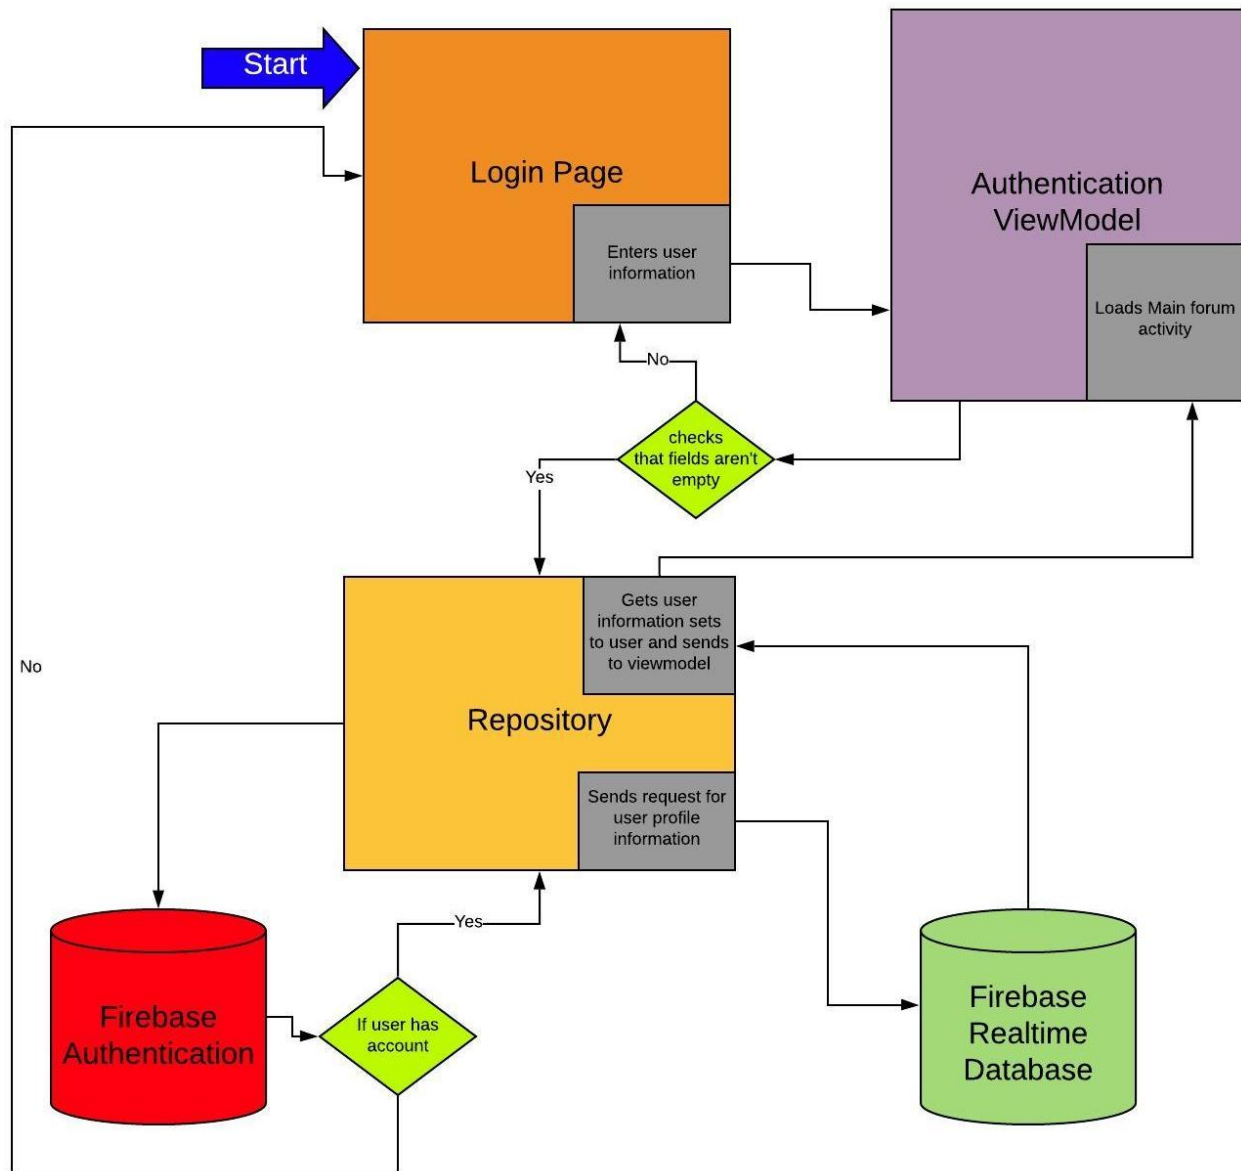 Start
Login Page
Enters user
information
Authentication
ViewModel
Loads Main forum
activity
No
checks
that fields aren't
empty
Yes
Gets user
information sets
to user and sends
to viewmodel
No
Repository
Sends request for
user profile
information
Yes
Firebase
Authentication
If user has
account
Firebase
Realtime
Database